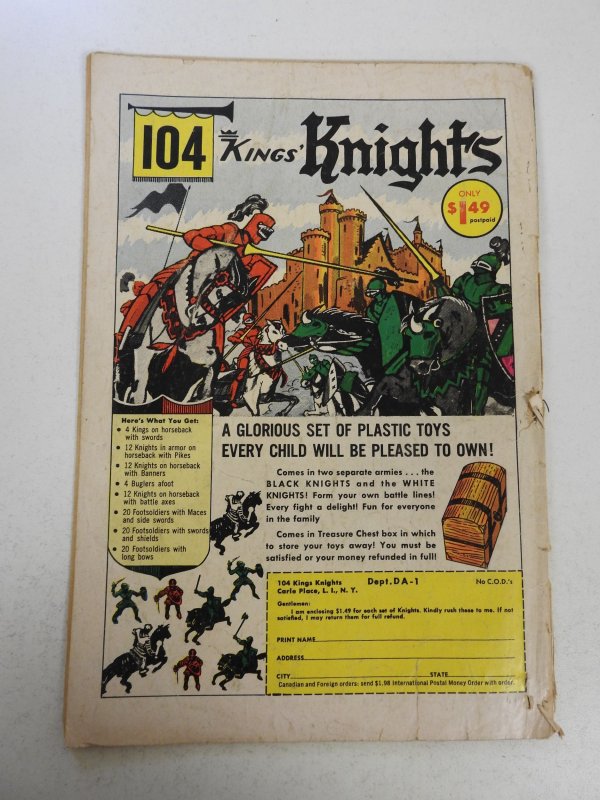 104 KINGS' Knights
ONLY
$1.49
postpaid
Here's What You Get:
• 4 Kings on horseback
with swords
• 12 Knights in armor on
horseback with Pikes
• 12 Knights on horseback
with Banners
• 4 Buglers afoot
• 12 Knights on horseback
with battle axes
• 20 Footsoldiers with Maces
and side swords
• 20 Footsoldiers with swords
and shields
• 20 Footsoldiers with
long bows
A GLORIOUS SET OF PLASTIC TOYS
EVERY CHILD WILL BE PLEASED TO OWN!
Comes in two separate armies . . . the
BLACK KNIGHTS and the WHITE
KNIGHTS! Form your own battle lines!
Every fight a delight! Fun for everyone
in the family
Comes in Treasure Chest box in which
to store your toys away! You must be
satisfied or your money refunded in full!
104 Kings Knights Dept. DA-1 No C.O.D.'s
Carle Place, L. I., N. Y.
Gentlemen:
I am enclosing $1.49 for each set of Knights. Kindly rush these to me. If not
satisfied, I may return them for full refund.
PRINT NAME
ADDRESS
CITY STATE
Canadian and Foreign orders: send $1.98 International Postal Money Order with order.